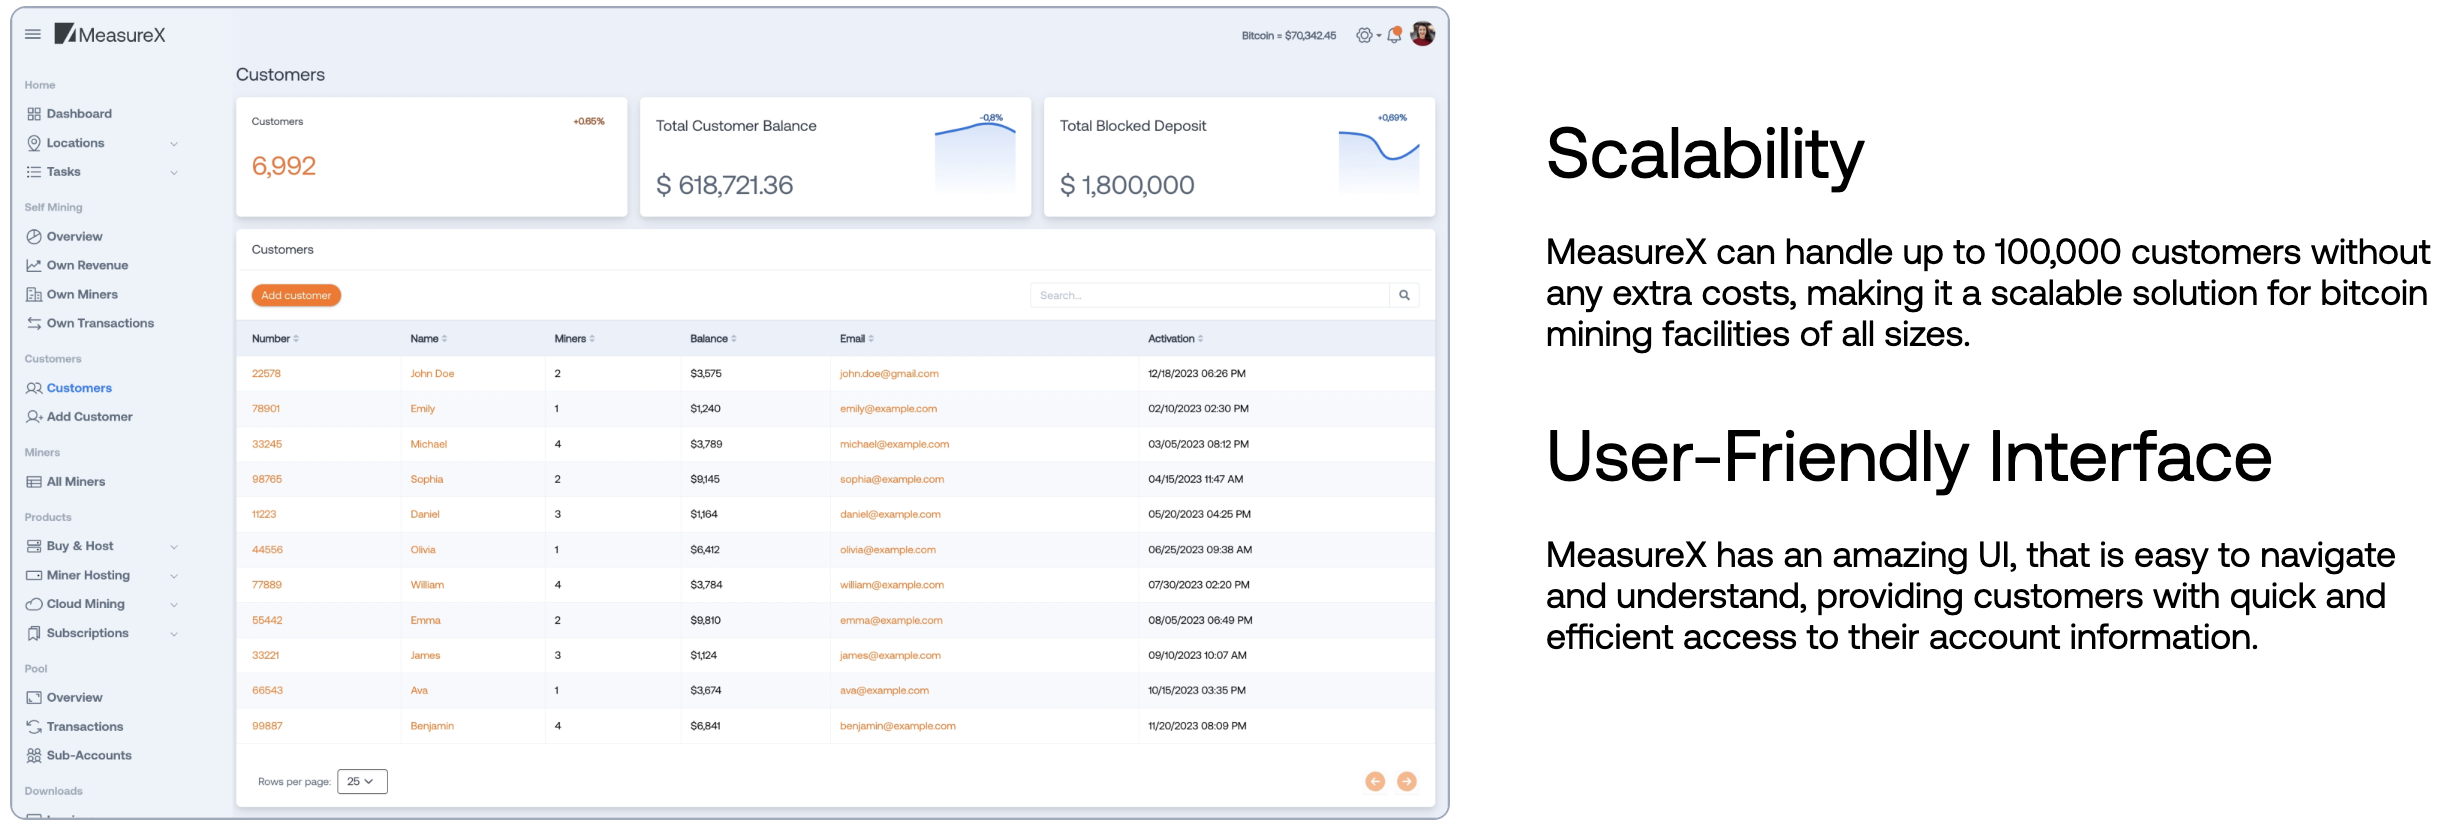 MeasureX
Bitcoin = $70,342.45
Home
Dashboard
Locations
Tasks
Self Mining
Overview
Own Revenue
Own Miners
Own Transactions
Customers
Customers
Add Customer
Miners
All Miners
Products
Buy & Host
Miner Hosting
Cloud Mining
Subscriptions
Pool
Overview
Transactions
Sub-Accounts
Downloads
Customers
Customers +0.65%
6,992
Total Customer Balance -0,8%
$ 618,721.36
Total Blocked Deposit +0,69%
$ 1,800,000
Customers
Add customer Search...
Number Name Miners Balance Email Activation
22578 John Doe 2 $3,575 john.doe@gmail.com 12/18/2023 06:26 PM
78901 Emily 1 $1,240 emily@example.com 02/10/2023 02:30 PM
33245 Michael 4 $3,789 michael@example.com 03/05/2023 08:12 PM
98765 Sophia 2 $9,145 sophia@example.com 04/15/2023 11:47 AM
11223 Daniel 3 $1,164 daniel@example.com 05/20/2023 04:25 PM
44556 Olivia 1 $6,412 olivia@example.com 06/25/2023 09:38 AM
77889 William 4 $3,784 william@example.com 07/30/2023 02:20 PM
55442 Emma 2 $9,810 emma@example.com 08/05/2023 06:49 PM
33221 James 3 $1,124 james@example.com 09/10/2023 10:07 AM
66543 Ava 1 $3,674 ava@example.com 10/15/2023 03:35 PM
99887 Benjamin 4 $6,841 benjamin@example.com 11/20/2023 08:09 PM
Rows per page: 25
Scalability
MeasureX can handle up to 100,000 customers without
any extra costs, making it a scalable solution for bitcoin
mining facilities of all sizes.
User-Friendly Interface
MeasureX has an amazing UI, that is easy to navigate
and understand, providing customers with quick and
efficient access to their account information.